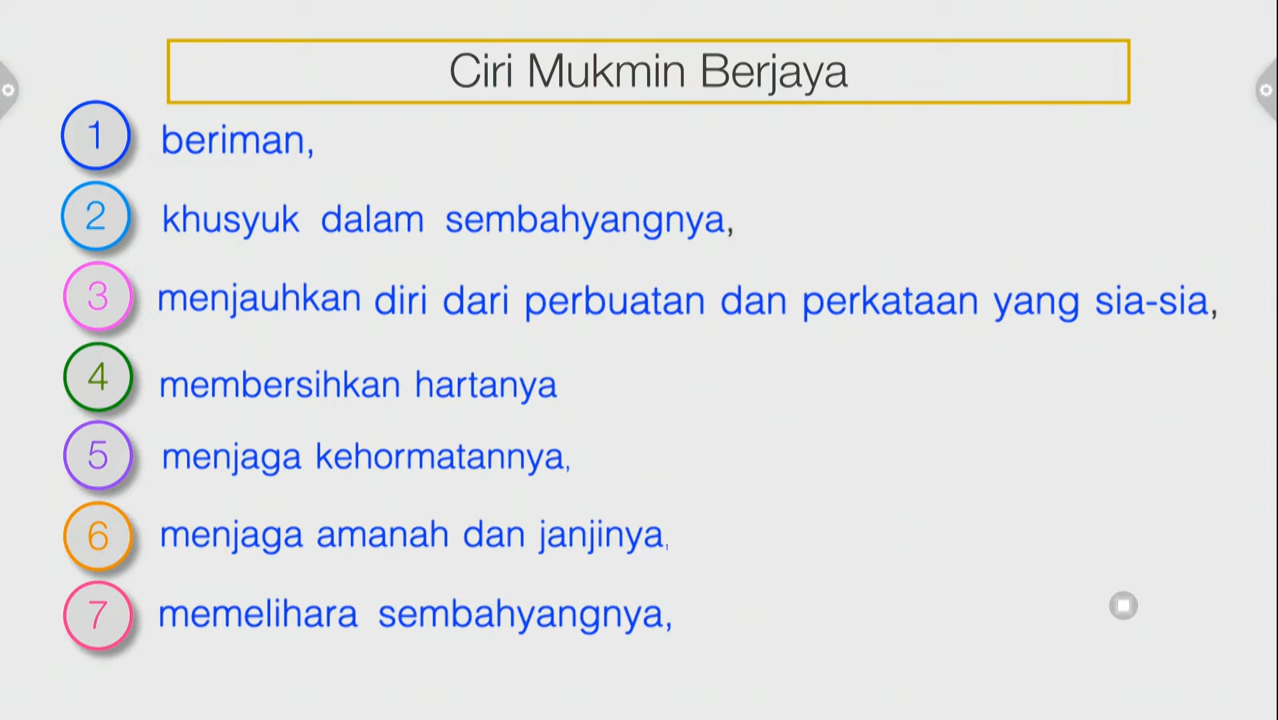 Ciri Mukmin Berjaya
1 beriman,
2 khusyuk dalam sembahyangnya,
3 menjauhkan diri dari perbuatan dan perkataan yang sia-sia,
4 membersihkan hartanya
5 menjaga kehormatannya,
6 menjaga amanah dan janjinya,
7 memelihara sembahyangnya,